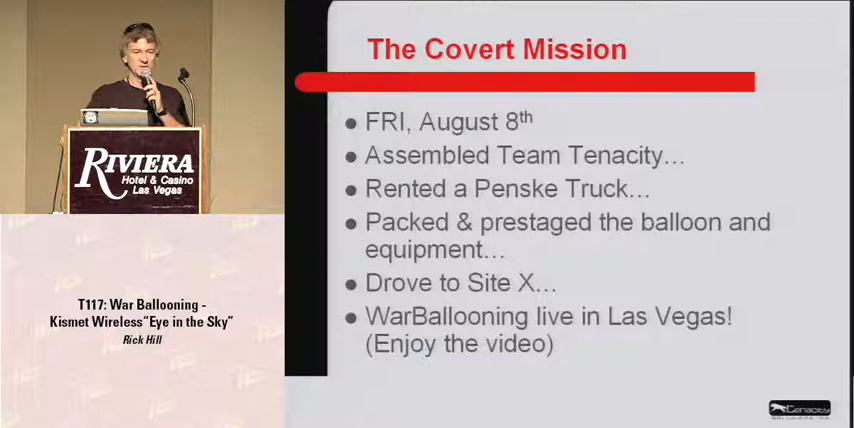 RIVIERA
Hotel & Casino
Las Vegas
T117: War Ballooning -
Kismet Wireless“Eye in the Sky”
Rick Hill
The Covert Mission
● FRI, August 8th
● Assembled Team Tenacity…
● Rented a Penske Truck…
● Packed & prestaged the balloon and
equipment…
● Drove to Site X…
● WarBallooning live in Las Vegas!
(Enjoy the video)
Tenacity